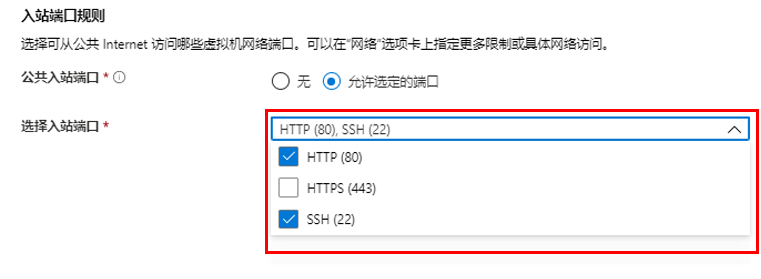 入站端口规则
选择可从公共 Internet 访问哪些虚拟机网络端口。可以在“网络”选项卡上指定更多限制或具体网络访问。
公共入站端口 * 无 允许选定的端口
选择入站端口 * HTTP (80), SSH (22)
HTTP (80)
HTTPS (443)
SSH (22)